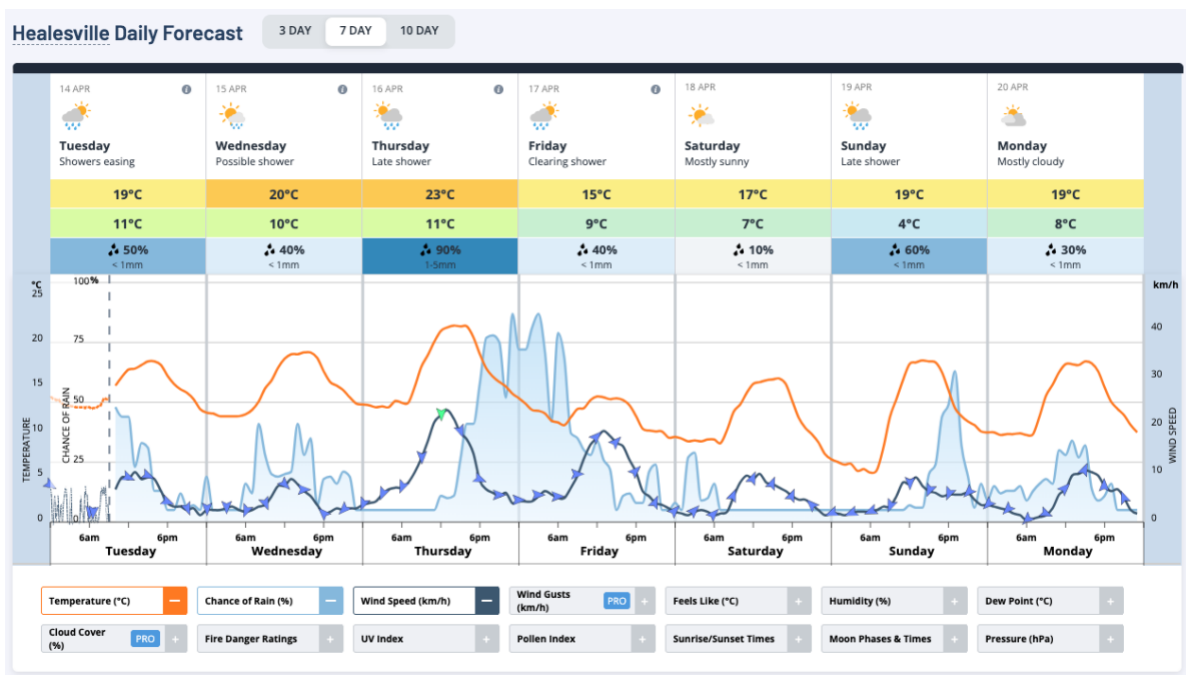 Healesville Daily Forecast
3 DAY 7 DAY 10 DAY
14 APR 15 APR 16 APR 17 APR 18 APR 19 APR 20 APR
Tuesday Wednesday Thursday Friday Saturday Sunday Monday
Showers easing Possible shower Late shower Clearing shower Mostly sunny Late shower Mostly cloudy
19°C 20°C 23°C 15°C 17°C 19°C 19°C
11°C 10°C 11°C 9°C 7°C 4°C 8°C
50% 40% 90% 40% 10% 60% 30%
< 1mm < 1mm 1-5mm < 1mm < 1mm < 1mm < 1mm
°C 100% km/h
25
20 75 40
15 30
50
10 20
25
5 10
0 0 0
TEMPERATURE
CHANCE OF RAIN
WIND SPEED
6am 6pm 6am 6pm 6am 6pm 6am 6pm 6am 6pm 6am 6pm 6am 6pm
Tuesday Wednesday Thursday Friday Saturday Sunday Monday
Temperature (°C) Chance of Rain (%) Wind Speed (km/h) Wind Gusts (km/h) PRO Feels Like (°C) Humidity (%) Dew Point (°C)
Cloud Cover (%) PRO Fire Danger Ratings UV Index Pollen Index Sunrise/Sunset Times Moon Phases & Times Pressure (hPa)